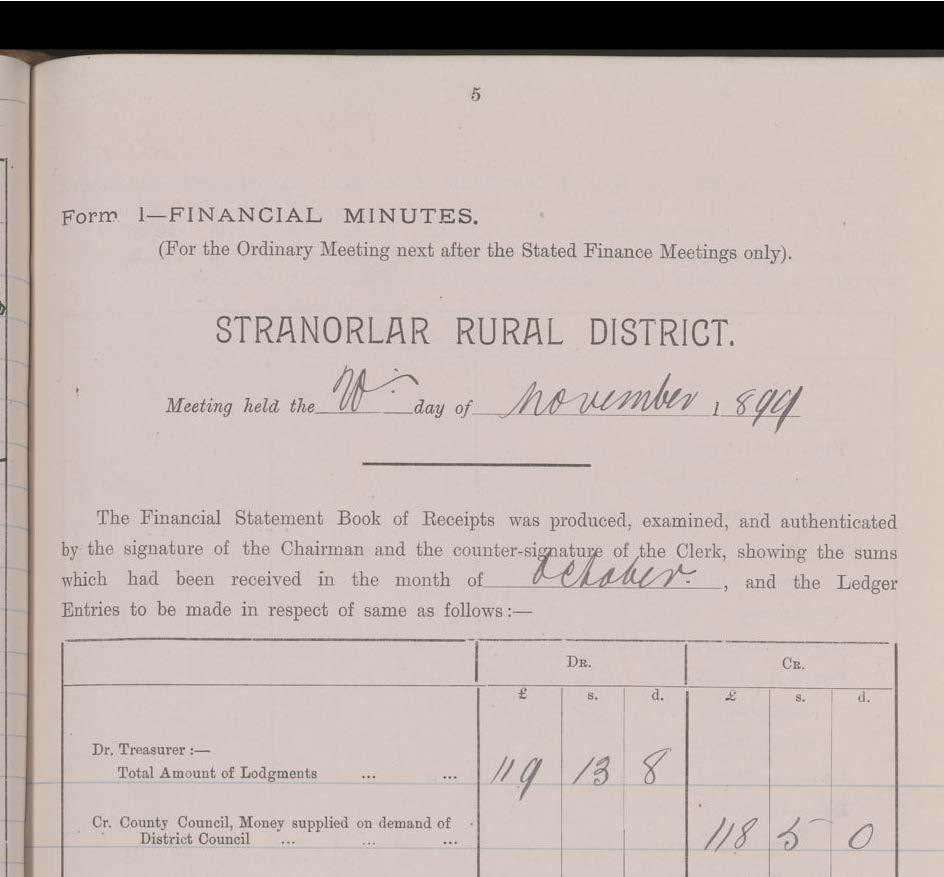 5
Form 1—FINANCIAL MINUTES.
(For the Ordinary Meeting next after the Stated Finance Meetings only).
STRANORLAR RURAL DISTRICT.
Meeting held the day of November 1899
The Financial Statement Book of Receipts was produced, examined, and authenticated
by the signature of the Chairman and the counter-signature of the Clerk, showing the sums
which had been received in the month of October. , and the Ledger
Entries to be made in respect of same as follows :—
DR. CR.
£ s. d. £ s. d.
Dr. Treasurer :—
Total Amount of Lodgments ... ... 119 13 8
Cr. County Council, Money supplied on demand of
District Council ... ... ... 118 5 0